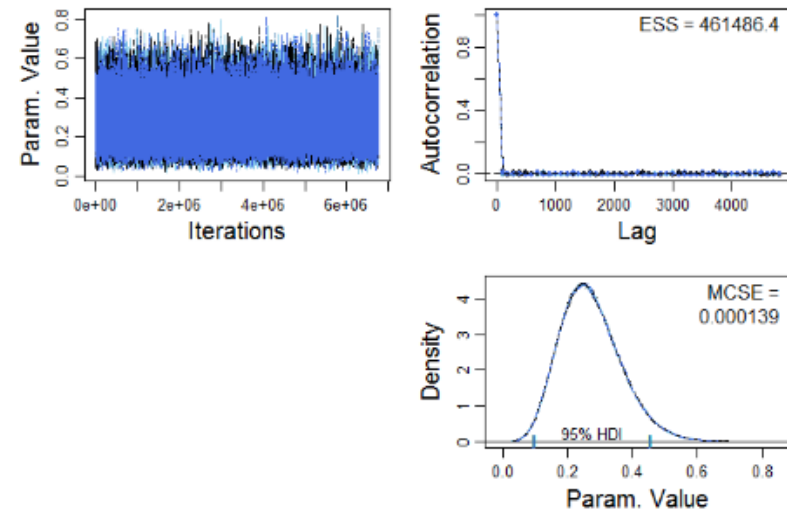 Param. Value
0.0 0.2 0.4 0.6 0.8
0e+00 2e+06 4e+06 6e+06
Iterations
Autocorrelation
0.0 0.4 0.8
ESS = 461486.4
0 1000 2000 3000 4000
Lag
Density
0 1 2 3 4
MCSE =
0.000139
95% HDI
0.0 0.2 0.4 0.6 0.8
Param. Value